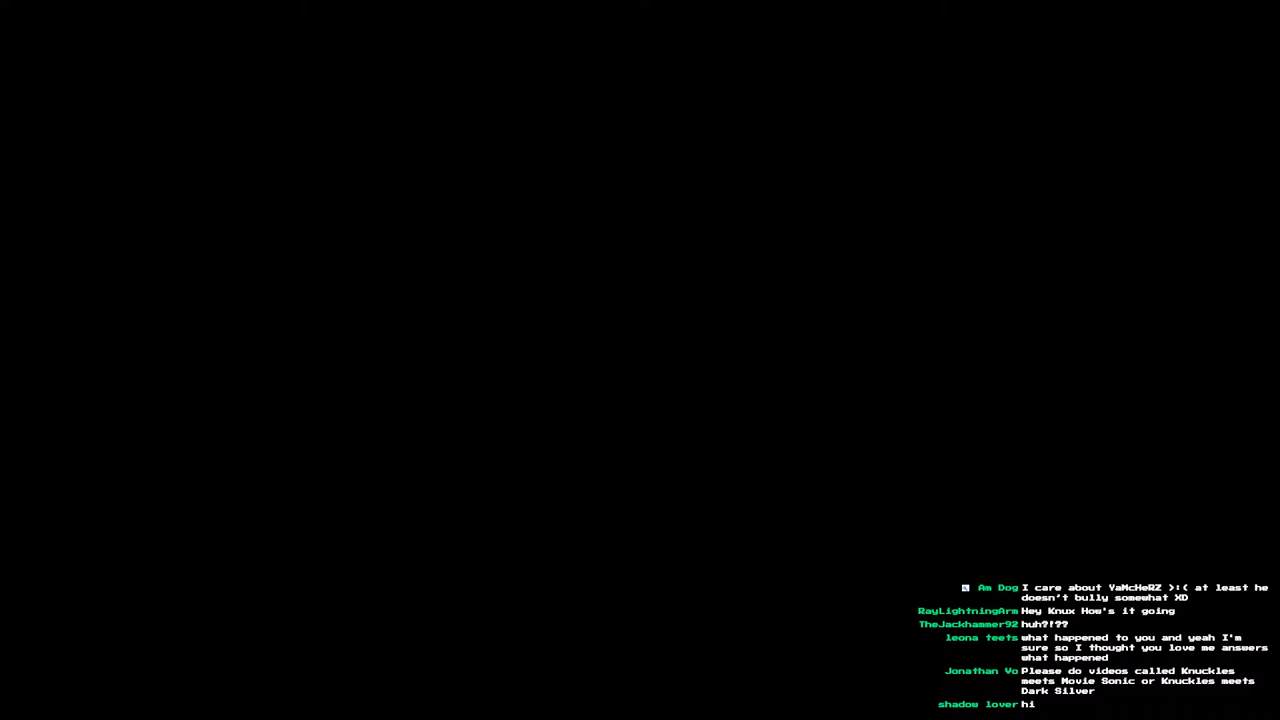 Am Dog I care about YaMcHeRZ >:( at least he
doesn't bully somewhat XD
RayLightningArm Hey Knux How's it going
TheJackhammer92 huh?!??
leona teets what happened to you and yeah I'm
sure so I thought you love me answers
what happened
Jonathan Vo Please do videos called Knuckles
meets Movie Sonic or Knuckles meets
Dark Silver
shadow lover hi